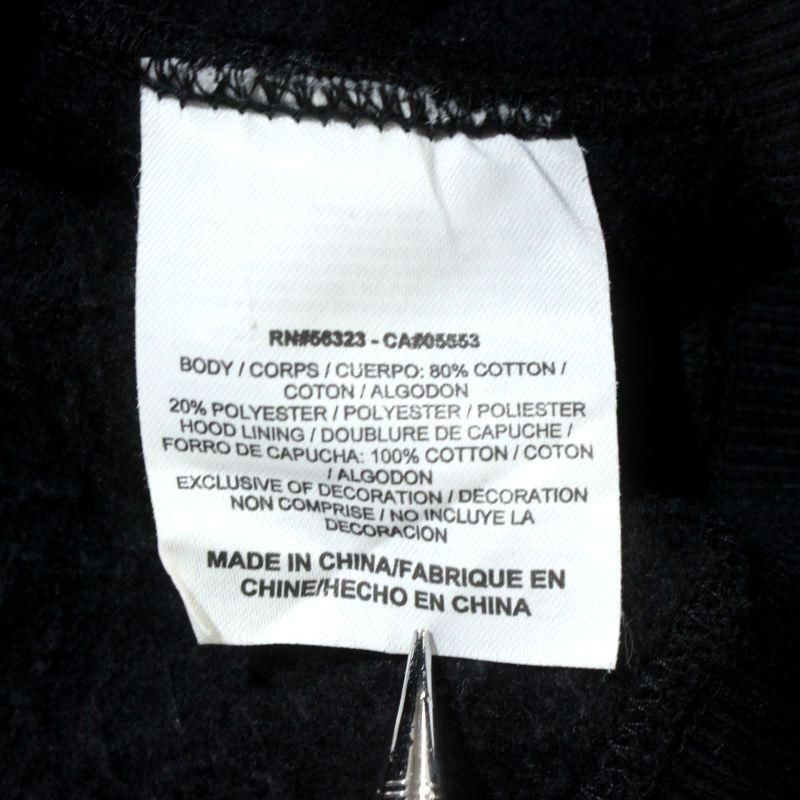 RN#56323 - CA#05553
BODY / CORPS / CUERPO: 80% COTTON /
COTON / ALGODON
20% POLYESTER / POLYESTER / POLIESTER
HOOD LINING / DOUBLURE DE CAPUCHE /
FORRO DE CAPUCHA: 100% COTTON / COTON
/ ALGODON
EXCLUSIVE OF DECORATION / DECORATION
NON COMPRISE / NO INCLUYE LA
DECORACION
MADE IN CHINA/FABRIQUE EN
CHINE/HECHO EN CHINA